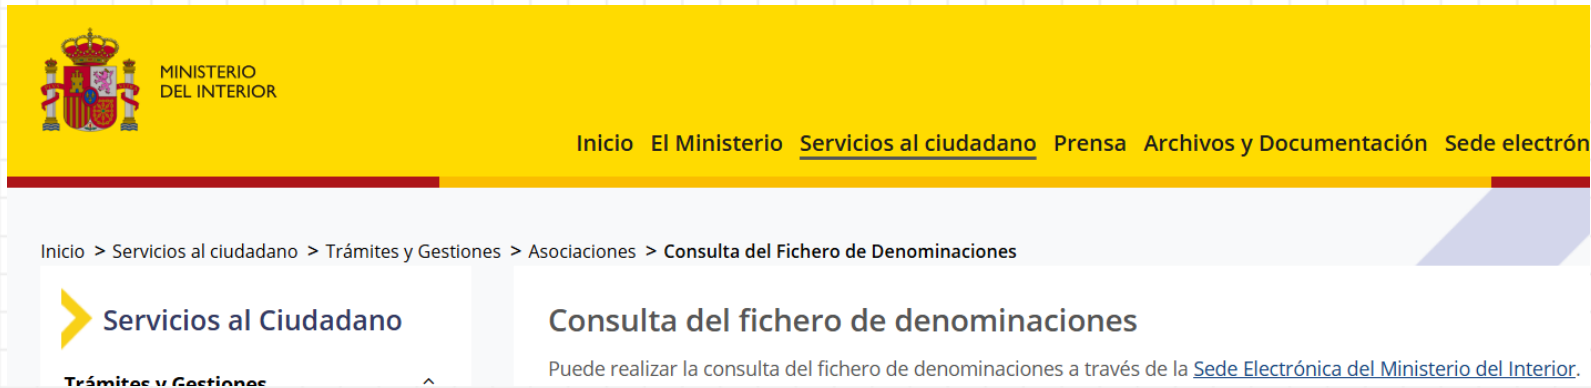 MINISTERIO
DEL INTERIOR
Inicio El Ministerio Servicios al ciudadano Prensa Archivos y Documentación Sede electrón
Inicio > Servicios al ciudadano > Trámites y Gestiones > Asociaciones > Consulta del Fichero de Denominaciones
Servicios al Ciudadano
Trámites y Gestiones
Consulta del fichero de denominaciones
Puede realizar la consulta del fichero de denominaciones a través de la Sede Electrónica del Ministerio del Interior.